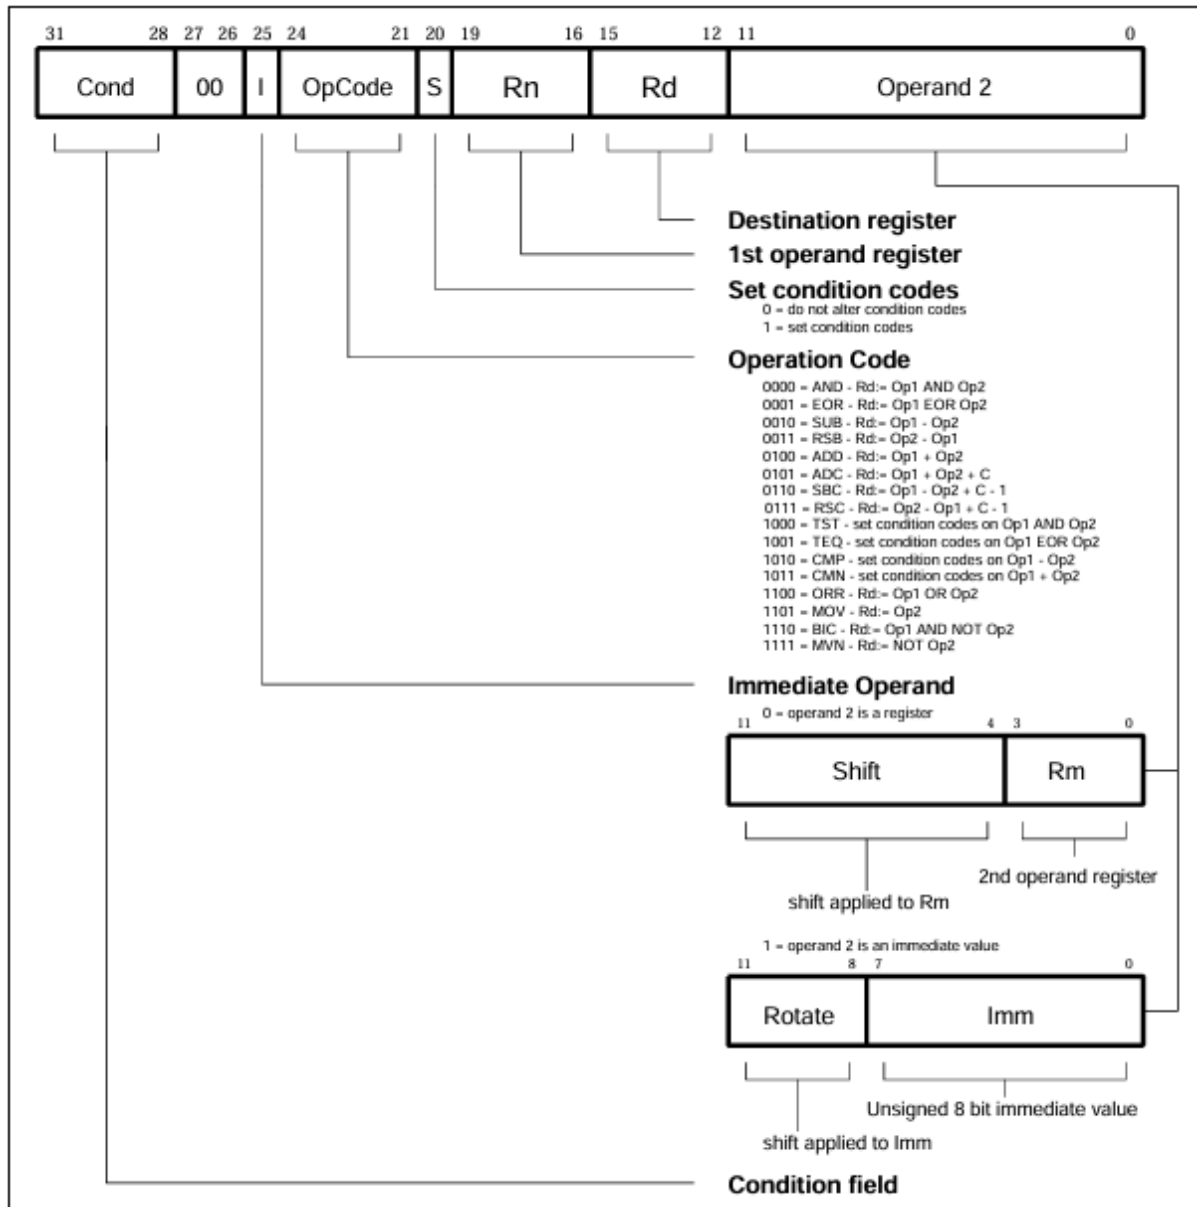 31 28 27 26 25 24 21 20 19 16 15 12 11 0
Cond 00 I OpCode S Rn Rd Operand 2
Destination register
1st operand register
Set condition codes
0 = do not alter condition codes
1 = set condition codes
Operation Code
0000 = AND - Rd:= Op1 AND Op2
0001 = EOR - Rd:= Op1 EOR Op2
0010 = SUB - Rd:= Op1 - Op2
0011 = RSB - Rd:= Op2 - Op1
0100 = ADD - Rd:= Op1 + Op2
0101 = ADC - Rd:= Op1 + Op2 + C
0110 = SBC - Rd:= Op1 - Op2 + C - 1
0111 = RSC - Rd:= Op2 - Op1 + C - 1
1000 = TST - set condition codes on Op1 AND Op2
1001 = TEQ - set condition codes on Op1 EOR Op2
1010 = CMP - set condition codes on Op1 - Op2
1011 = CMN - set condition codes on Op1 + Op2
1100 = ORR - Rd:= Op1 OR Op2
1101 = MOV - Rd:= Op2
1110 = BIC - Rd:= Op1 AND NOT Op2
1111 = MVN - Rd:= NOT Op2
Immediate Operand
0 = operand 2 is a register
11 4 3 0
Shift Rm
2nd operand register
shift applied to Rm
1 = operand 2 is an immediate value
11 8 7 0
Rotate Imm
Unsigned 8 bit immediate value
shift applied to Imm
Condition field